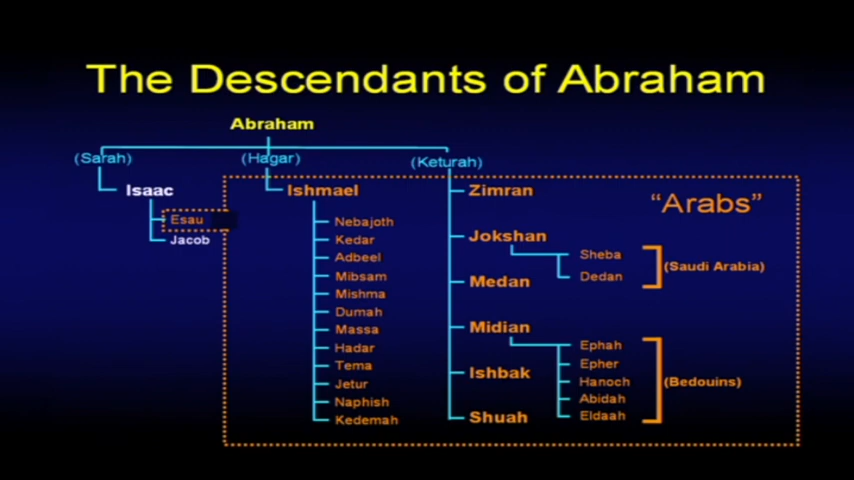 The Descendants of Abraham
Abraham
(Sarah)
(Hagar)
(Keturah)
Isaac
Esau
Jacob
Ishmael
Nebajoth
Kedar
Adbeel
Mibsam
Mishma
Dumah
Massa
Hadar
Tema
Jetur
Naphish
Kedemah
Zimran
Jokshan
Sheba
Dedan
(Saudi Arabia)
Medan
Midian
Ephah
Epher
Hanoch
Abidah
Eldaah
(Bedouins)
Ishbak
Shuah
“Arabs”